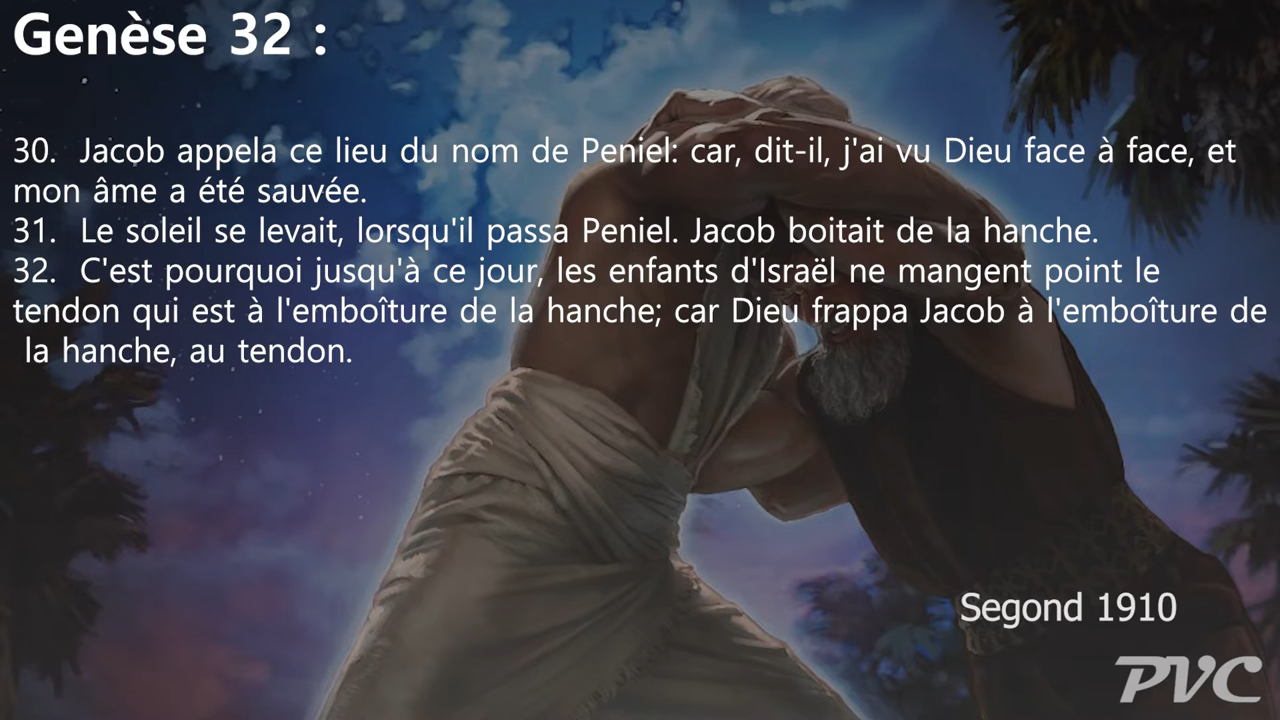 Genèse 32 :
30. Jacob appela ce lieu du nom de Peniel: car, dit-il, j'ai vu Dieu face à face, et
mon âme a été sauvée.
31. Le soleil se levait, lorsqu'il passa Peniel. Jacob boitait de la hanche.
32. C'est pourquoi jusqu'à ce jour, les enfants d'Israël ne mangent point le
tendon qui est à l'emboîture de la hanche; car Dieu frappa Jacob à l'emboîture de
la hanche, au tendon.
Segond 1910
PVC